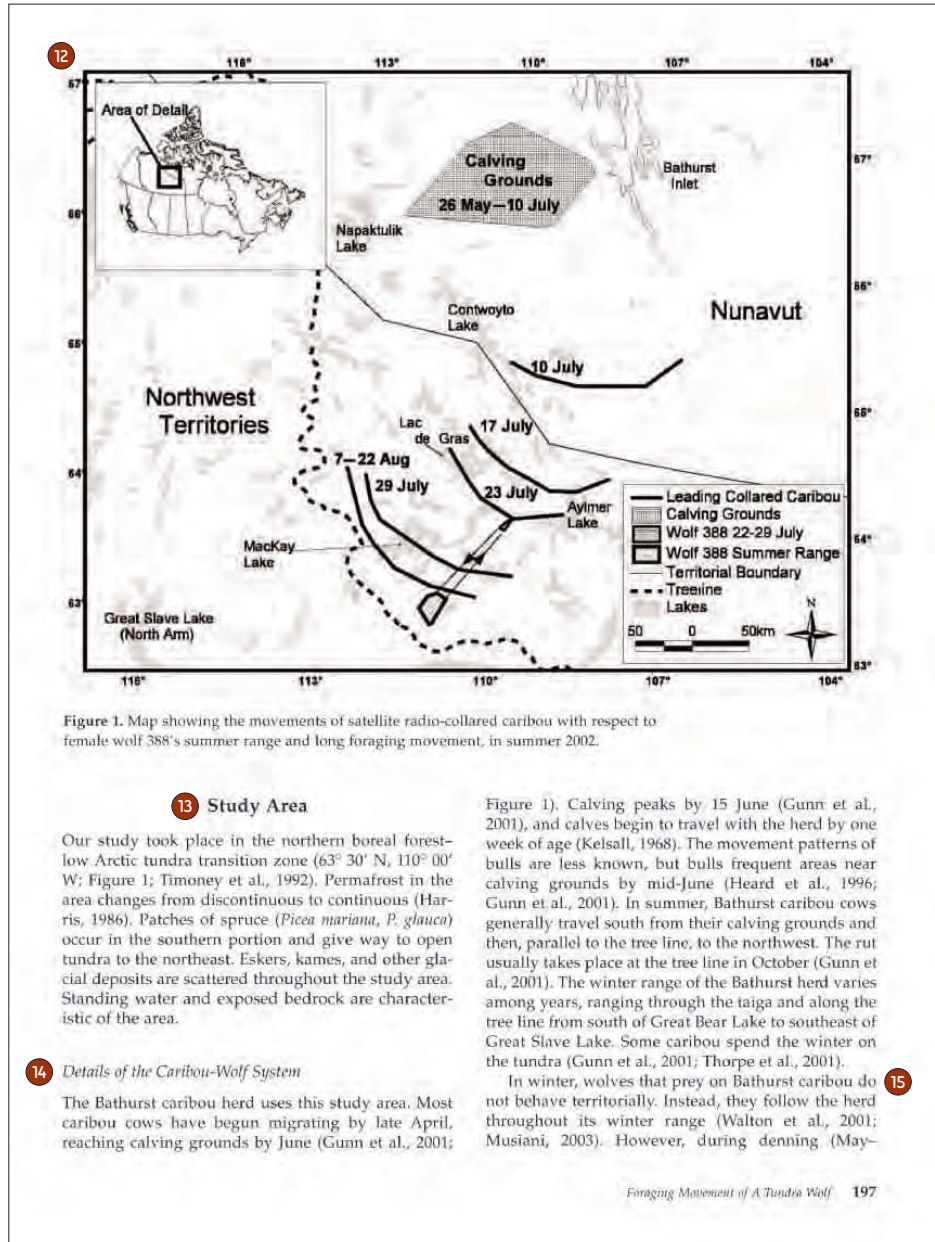 12
116°
113°
110°
107°
104°
67°
Area of Detail
Calving
Grounds
26 May—10 July
Bathurst
Inlet
67°
66°
Napaktulik
Lake
66°
Contwoyto
Lake
Nunavut
65°
10 July
Northwest
Territories
65°
Lac
de Gras
17 July
7—22 Aug
64°
29 July
23 July
Aylmer
Lake
Leading Collared Caribou
Calving Grounds
Wolf 388 22-29 July
Wolf 388 Summer Range
Territorial Boundary
Treeline
Lakes
64°
MacKay
Lake
63°
Great Slave Lake
(North Arm)
N
50 0 50km
63°
116°
113°
110°
107°
104°
Figure 1. Map showing the movements of satellite radio-collared caribou with respect to
female wolf 388's summer range and long foraging movement, in summer 2002.
13 Study Area
Our study took place in the northern boreal forest–
low Arctic tundra transition zone (63° 30′ N, 110° 00′
W; Figure 1; Timoney et al., 1992). Permafrost in the
area changes from discontinuous to continuous (Har-
ris, 1986). Patches of spruce (Picea mariana, P. glauca)
occur in the southern portion and give way to open
tundra to the northeast. Eskers, kames, and other gla-
cial deposits are scattered throughout the study area.
Standing water and exposed bedrock are character-
istic of the area.
14 Details of the Caribou-Wolf System
The Bathurst caribou herd uses this study area. Most
caribou cows have begun migrating by late April,
reaching calving grounds by June (Gunn et al., 2001;
Figure 1). Calving peaks by 15 June (Gunn et al.,
2001), and calves begin to travel with the herd by one
week of age (Kelsall, 1968). The movement patterns of
bulls are less known, but bulls frequent areas near
calving grounds by mid-June (Heard et al., 1996;
Gunn et al., 2001). In summer, Bathurst caribou cows
generally travel south from their calving grounds and
then, parallel to the tree line, to the northwest. The rut
usually takes place at the tree line in October (Gunn et
al., 2001). The winter range of the Bathurst herd varies
among years, ranging through the taiga and along the
tree line from south of Great Bear Lake to southeast of
Great Slave Lake. Some caribou spend the winter on
the tundra (Gunn et al., 2001; Thorpe et al., 2001).
In winter, wolves that prey on Bathurst caribou do 15
not behave territorially. Instead, they follow the herd
throughout its winter range (Walton et al., 2001;
Musiani, 2003). However, during denning (May–
Foraging Movement of A Tundra Wolf 197